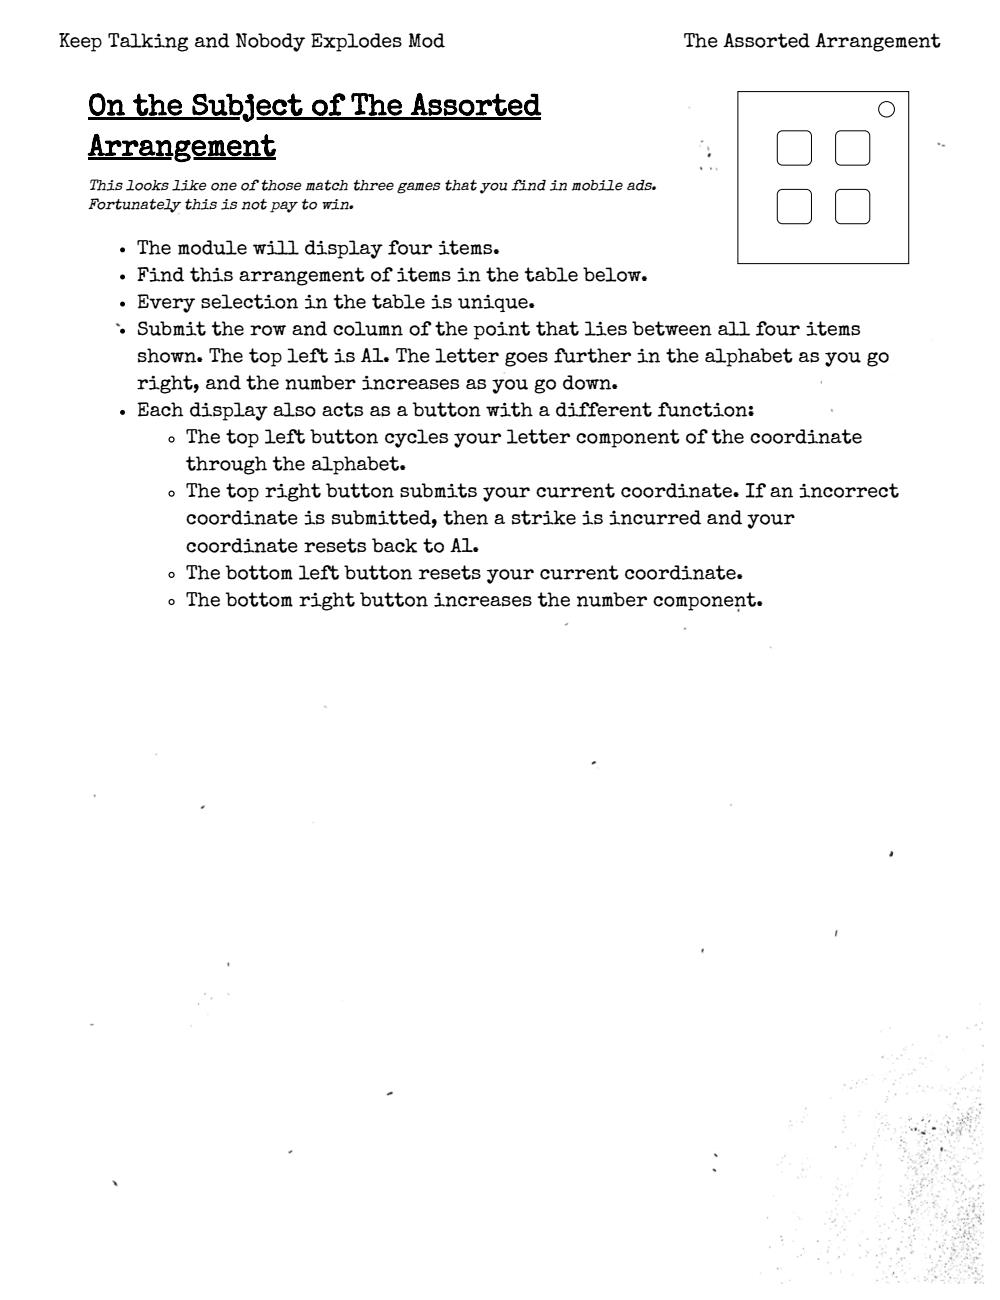 Keep Talking and Nobody Explodes Mod
The Assorted Arrangement
On the Subject of The Assorted
Arrangement
This looks like one of those match three games that you find in mobile ads.
Fortunately this is not pay to win.
• The module will display four items.
• Find this arrangement of items in the table below.
• Every selection in the table is unique.
• Submit the row and column of the point that lies between all four items
shown. The top left is A1. The letter goes further in the alphabet as you go
right, and the number increases as you go down.
• Each display also acts as a button with a different function:
◦ The top left button cycles your letter component of the coordinate
through the alphabet.
◦ The top right button submits your current coordinate. If an incorrect
coordinate is submitted, then a strike is incurred and your
coordinate resets back to A1.
◦ The bottom left button resets your current coordinate.
◦ The bottom right button increases the number component.